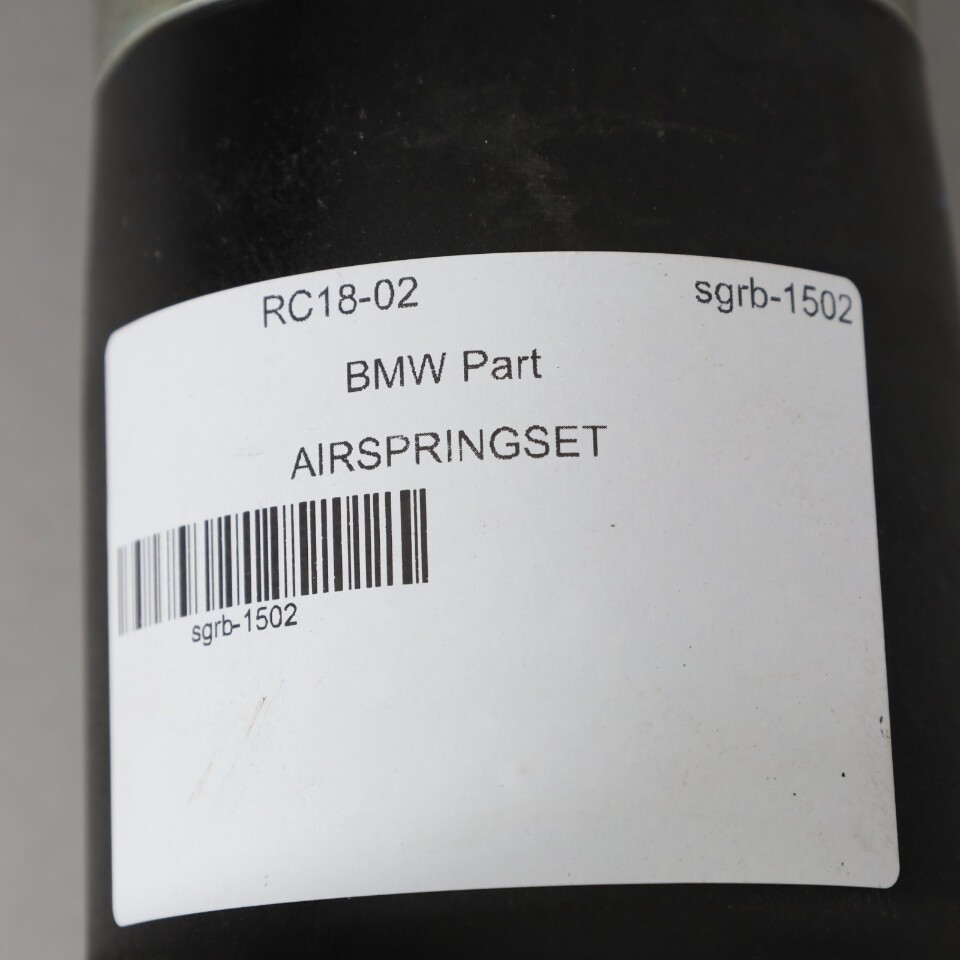 RC18-02 sgrb-1502
BMW Part
AIRSPRINGSET
sgrb-1502